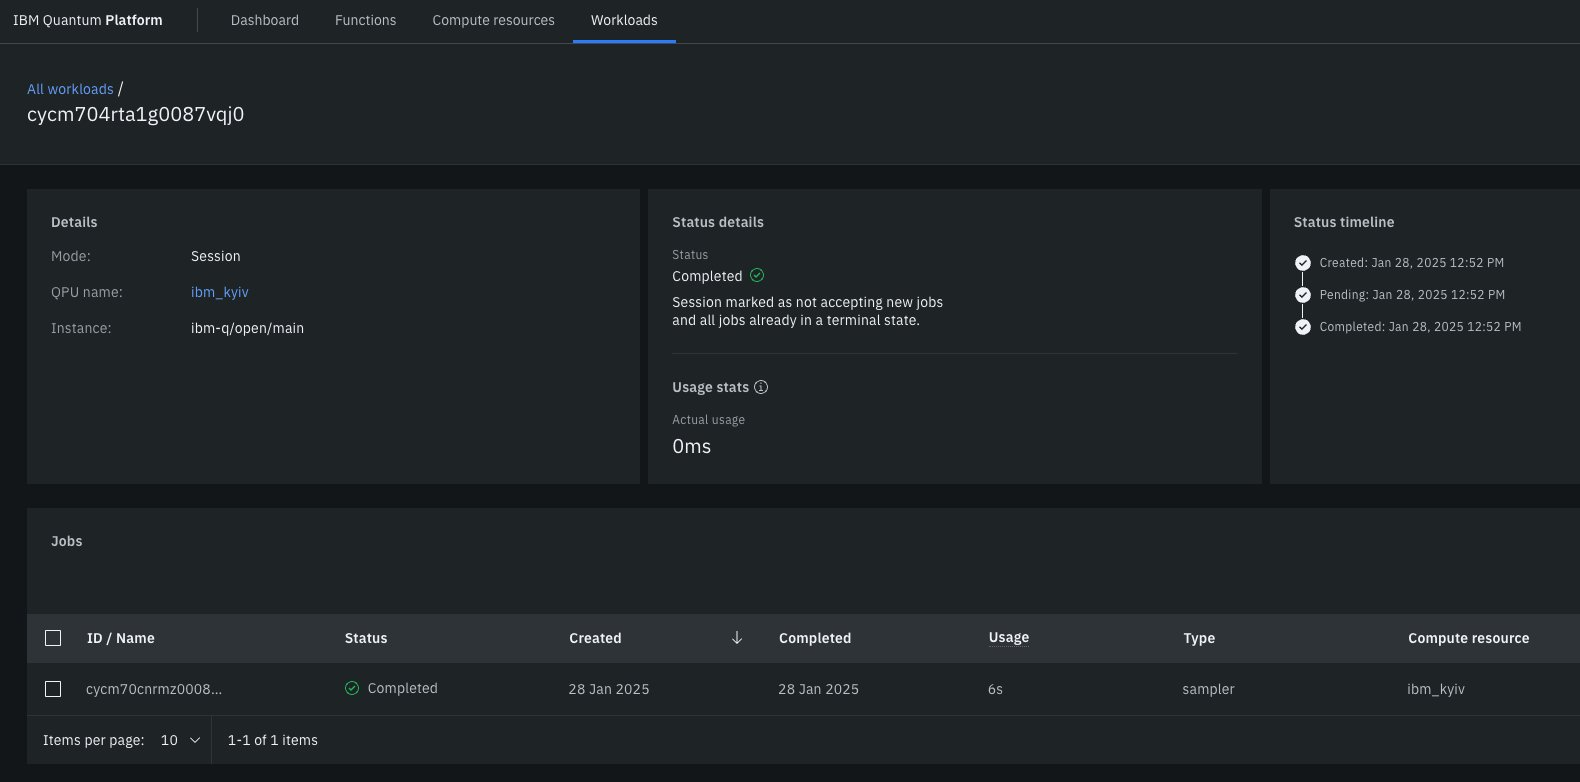 IBM Quantum Platform
Dashboard
Functions
Compute resources
Workloads
All workloads /
cycm704rta1g0087vqj0
Details
Mode: Session
QPU name: ibm_kyiv
Instance: ibm-q/open/main
Status details
Status
Completed
Session marked as not accepting new jobs
and all jobs already in a terminal state.
Usage stats
Actual usage
0ms
Status timeline
Created: Jan 28, 2025 12:52 PM
Pending: Jan 28, 2025 12:52 PM
Completed: Jan 28, 2025 12:52 PM
Jobs
ID / Name Status Created Completed Usage Type Compute resource
cycm70cnrmz0008... Completed 28 Jan 2025 28 Jan 2025 6s sampler ibm_kyiv
Items per page: 10 1-1 of 1 items